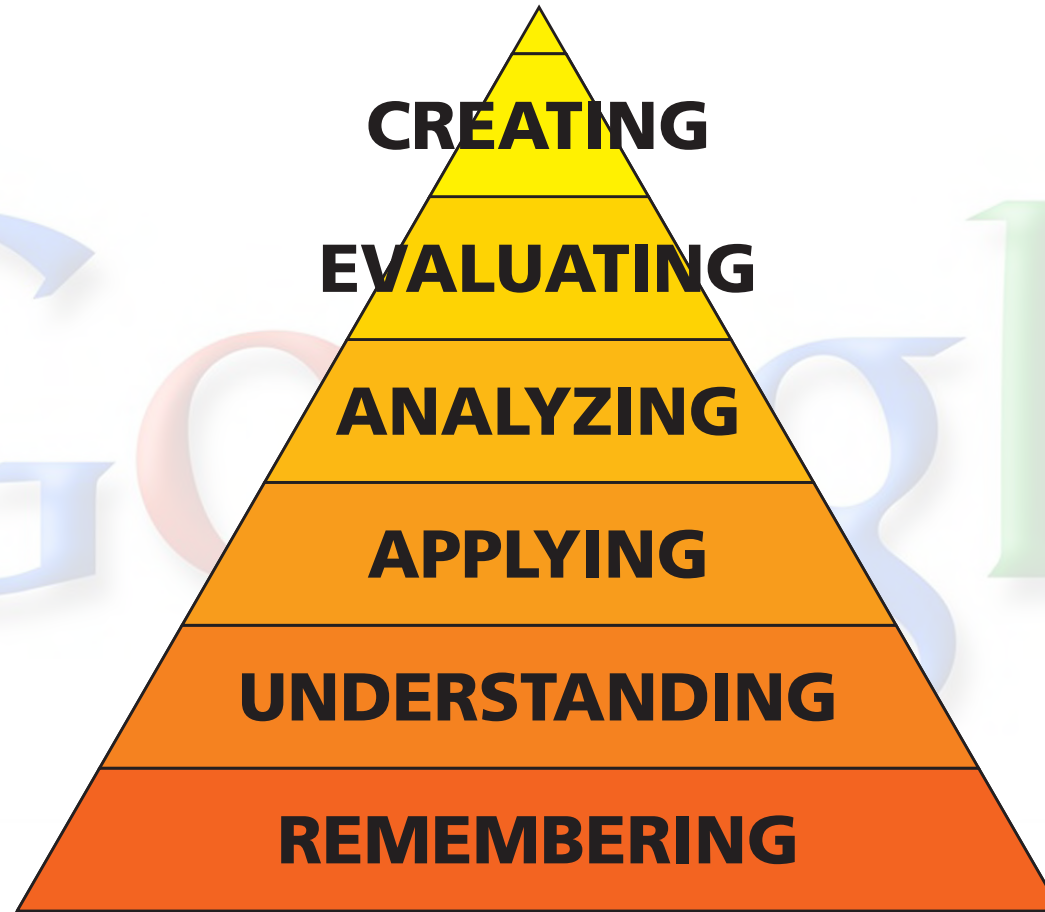 CREATING
EVALUATING
ANALYZING
APPLYING
UNDERSTANDING
REMEMBERING